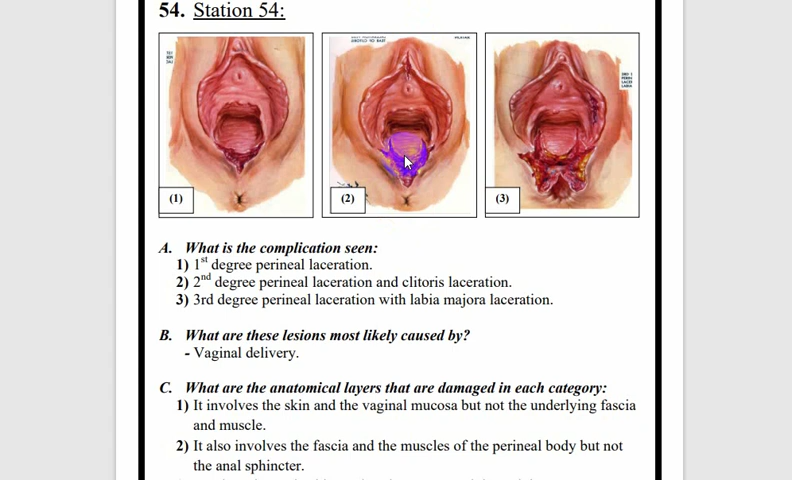 54. Station 54:
(1)
(2)
(3)
A. What is the complication seen:
1) 1st degree perineal laceration.
2) 2nd degree perineal laceration and clitoris laceration.
3) 3rd degree perineal laceration with labia majora laceration.
B. What are these lesions most likely caused by?
- Vaginal delivery.
C. What are the anatomical layers that are damaged in each category:
1) It involves the skin and the vaginal mucosa but not the underlying fascia
and muscle.
2) It also involves the fascia and the muscles of the perineal body but not
the anal sphincter.